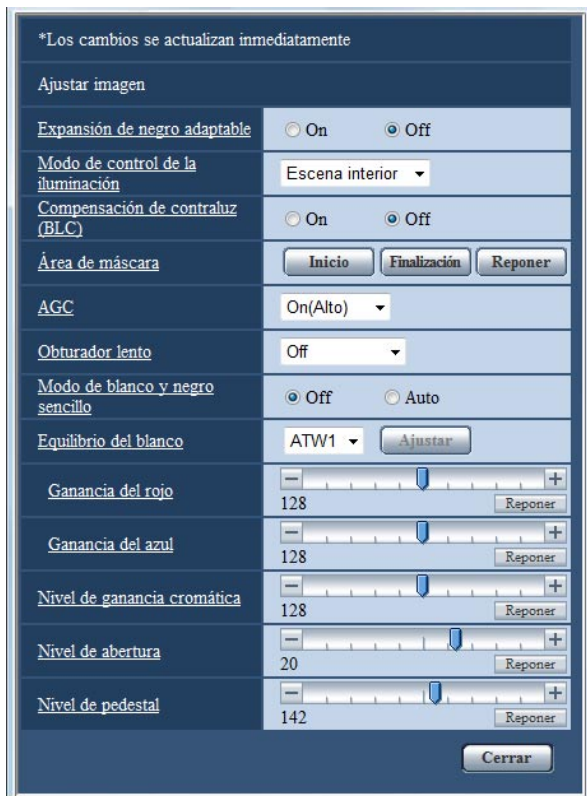 *Los cambios se actualizan inmediatamente
Ajustar imagen
Expansión de negro adaptable
On
Off
Modo de control de la
iluminación
Escena interior
Compensación de contraluz
(BLC)
On
Off
Área de máscara
Inicio
Finalización
Reponer
AGC
On(Alto)
Obturador lento
Off
Modo de blanco y negro
sencillo
Off
Auto
Equilibrio del blanco
ATW1
Ajustar
Ganancia del rojo
128
Reponer
Ganancia del azul
128
Reponer
Nivel de ganancia cromática
128
Reponer
Nivel de abertura
20
Reponer
Nivel de pedestal
142
Reponer
Cerrar